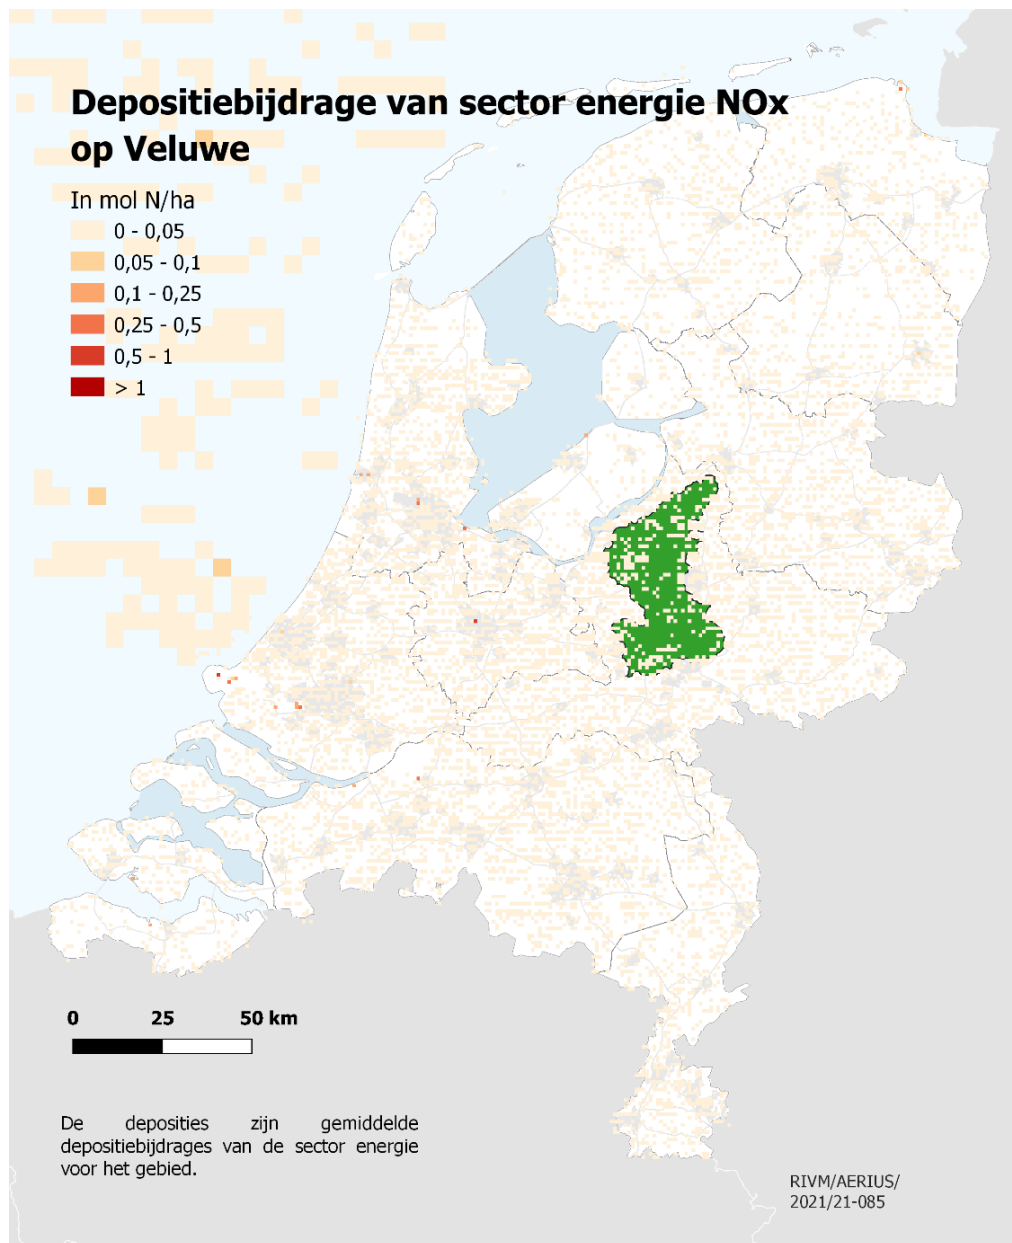 Depositiebijdrage van sector energie NOx
op Veluwe
In mol N/ha
0 - 0,05
0,05 - 0,1
0,1 - 0,25
0,25 - 0,5
0,5 - 1
> 1
0 25 50 km
De deposities zijn gemiddelde
depositiebijdrages van de sector energie
voor het gebied.
RIVM/AERIUS/
2021/21-085